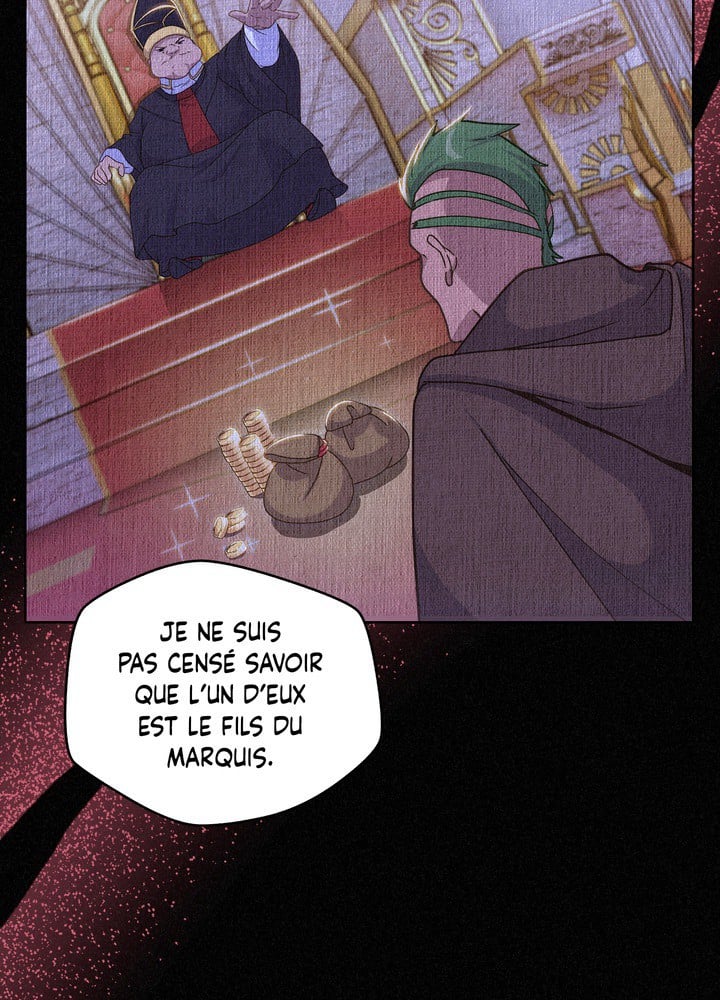 JE NE SUIS
PAS CENSÉ SAVOIR
QUE L'UN D'EUX
EST LE FILS DU
MARQUIS.